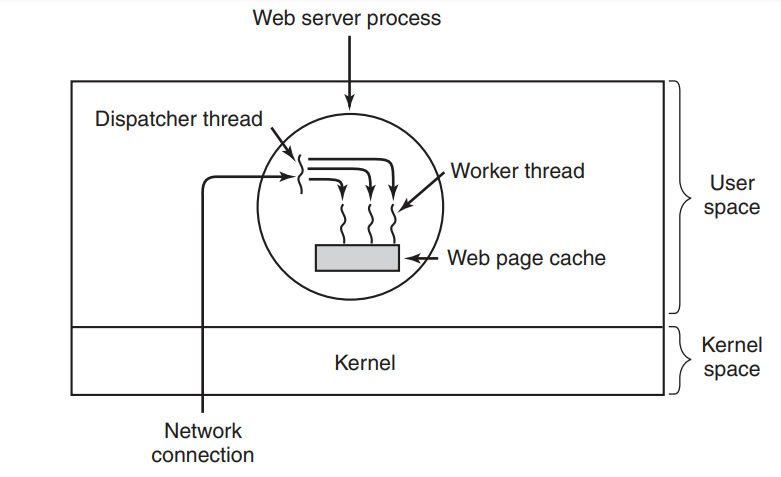 Web server process
Dispatcher thread
Worker thread
User
space
Web page cache
Kernel
Kernel
space
Network
connection